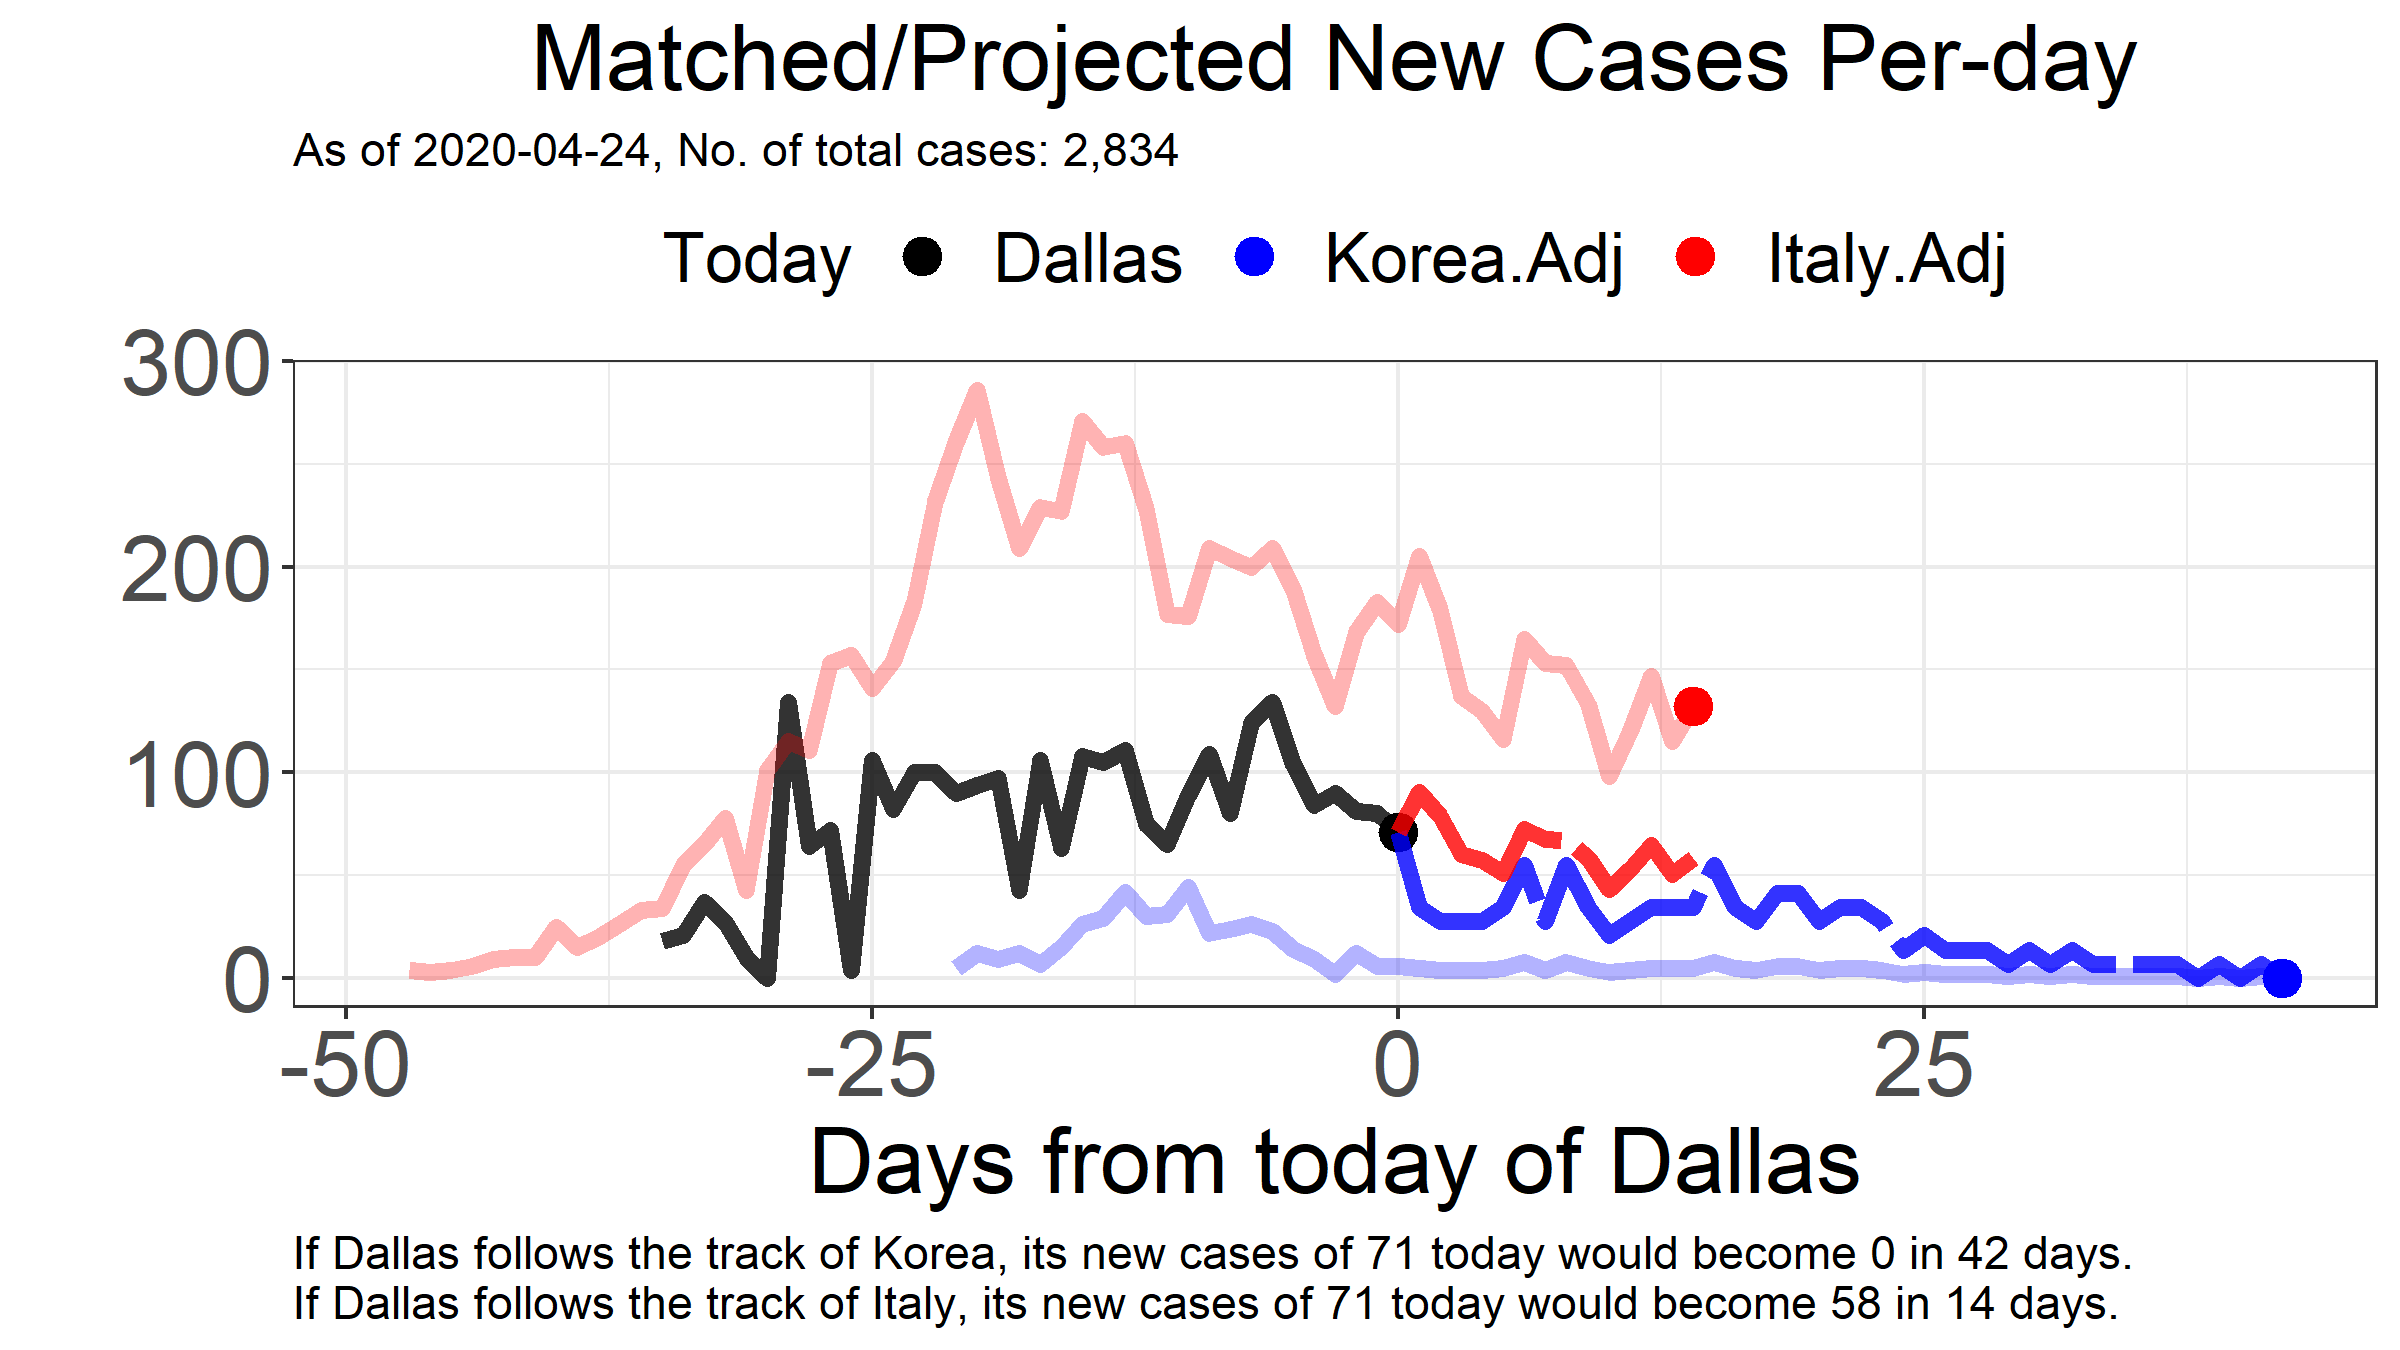 Matched/Projected New Cases Per-day
As of 2020-04-24, No. of total cases: 2,834
Today Dallas Korea.Adj Italy.Adj
300
200
100
0
-50 -25 0 25
Days from today of Dallas
If Dallas follows the track of Korea, its new cases of 71 today would become 0 in 42 days.
If Dallas follows the track of Italy, its new cases of 71 today would become 58 in 14 days.